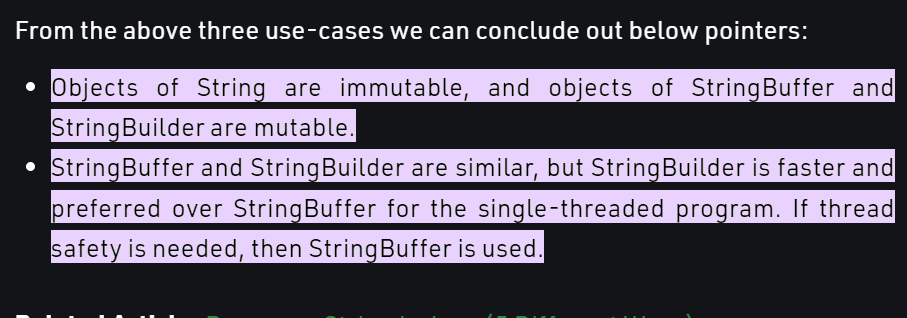 From the above three use-cases we can conclude out below pointers:
Objects of String are immutable, and objects of StringBuffer and
StringBuilder are mutable.
StringBuffer and StringBuilder are similar, but StringBuilder is faster and
preferred over StringBuffer for the single-threaded program. If thread
safety is needed, then StringBuffer is used.